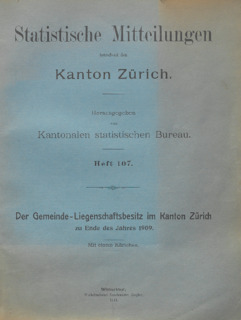 Statistische Mitteilungen
betreffend den
Kanton Zürich.
Herausgegeben
vom
Kantonalen statistischen Bureau.
Heft 107.
Der Gemeinde-Liegenschaftsbesitz im Kanton Zürich
zu Ende des Jahres 1909.
Mit einem Kärtchen.
Winterthur.